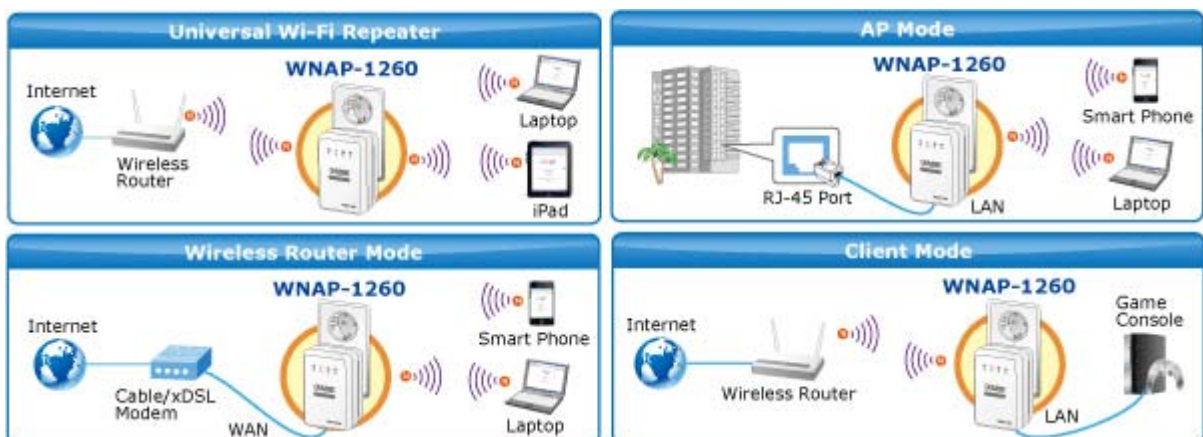 Universal Wi-Fi Repeater
WNAP-1260
Internet
Wireless
Router
Laptop
iPad
AP Mode
WNAP-1260
RJ-45 Port
LAN
Smart Phone
Laptop
Wireless Router Mode
WNAP-1260
Internet
Cable/xDSL
Modem
WAN
Smart Phone
Laptop
Client Mode
WNAP-1260
Internet
Wireless Router
LAN
Game
Console